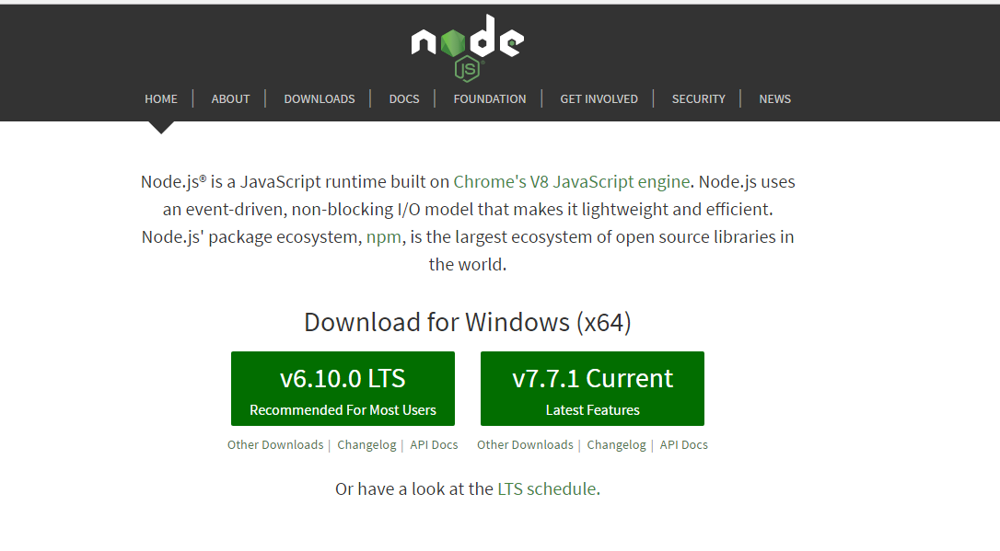 node
JS
HOME | ABOUT | DOWNLOADS | DOCS | FOUNDATION | GET INVOLVED | SECURITY | NEWS
Node.js® is a JavaScript runtime built on Chrome's V8 JavaScript engine. Node.js uses
an event-driven, non-blocking I/O model that makes it lightweight and efficient.
Node.js' package ecosystem, npm, is the largest ecosystem of open source libraries in
the world.
Download for Windows (x64)
v6.10.0 LTS
Recommended For Most Users
v7.7.1 Current
Latest Features
Other Downloads | Changelog | API Docs
Other Downloads | Changelog | API Docs
Or have a look at the LTS schedule.